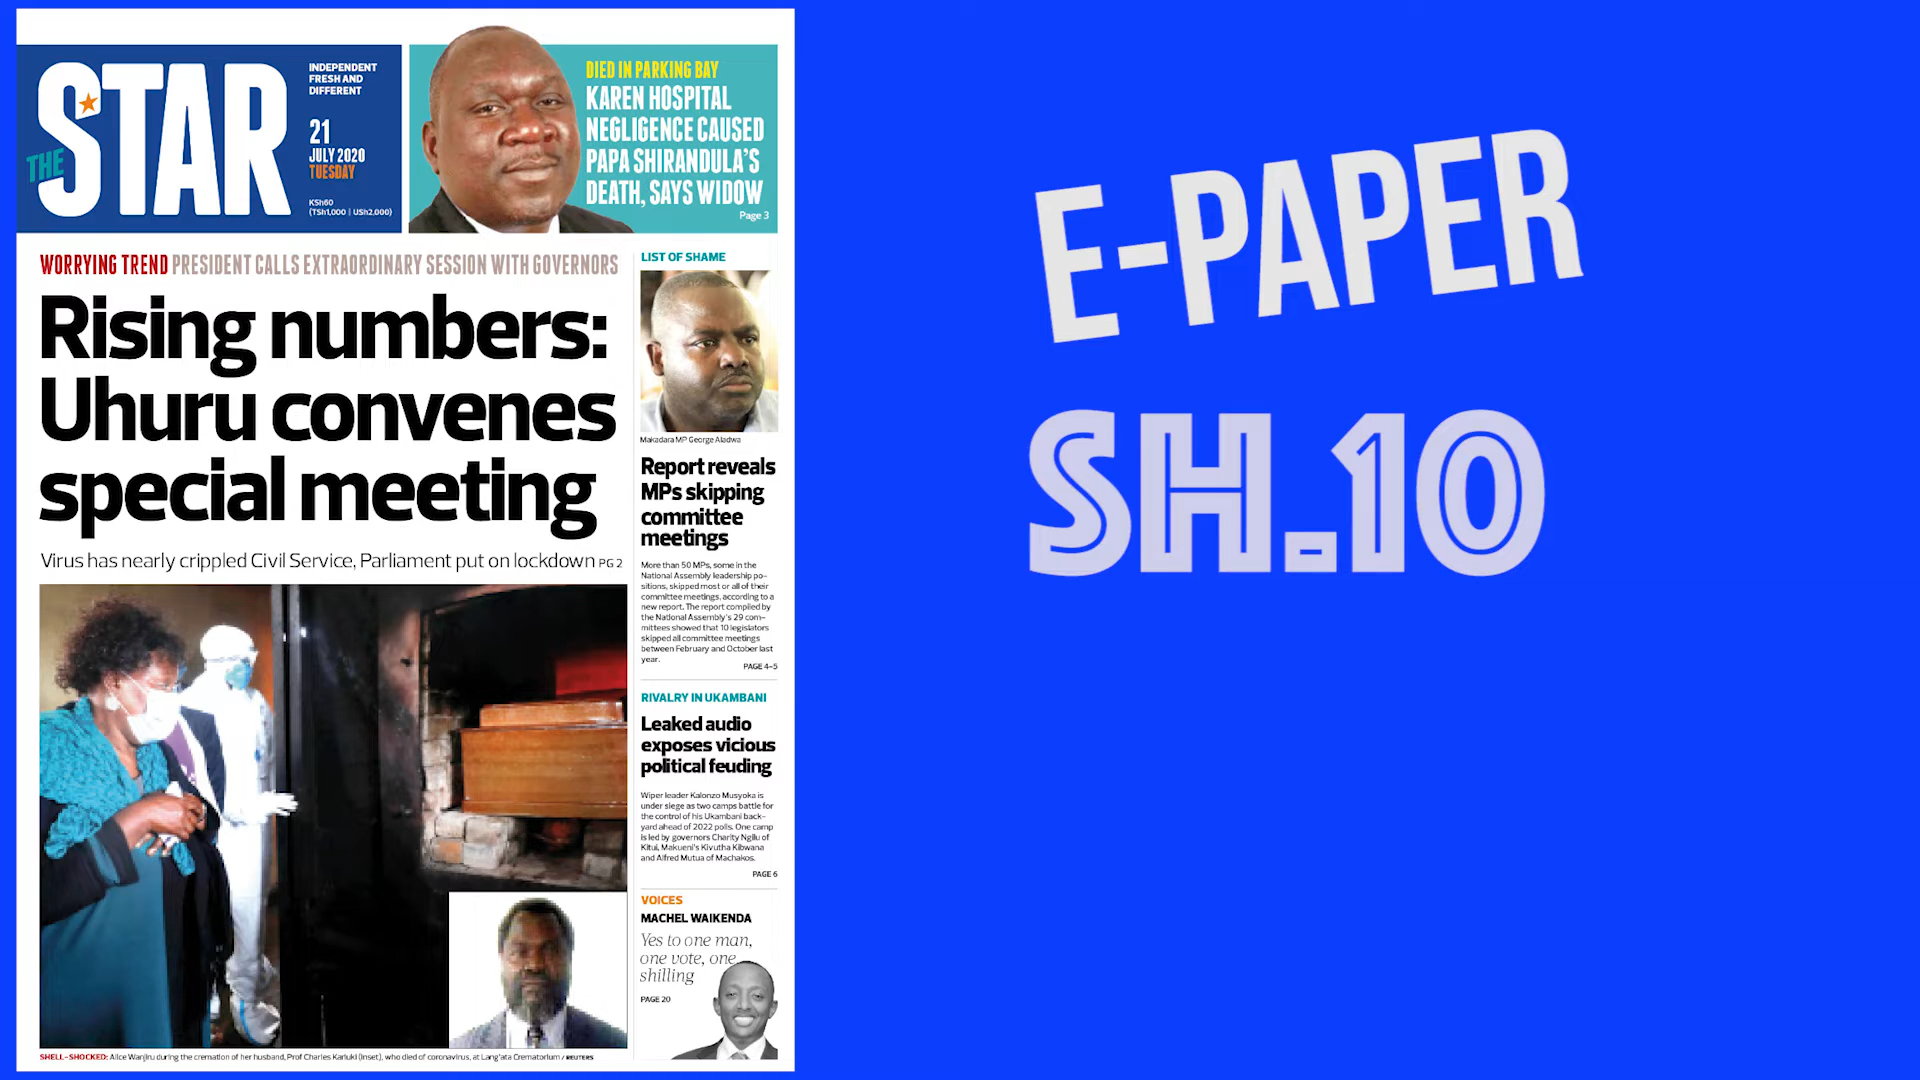 THE STAR
INDEPENDENT
FRESH AND
DIFFERENT
21
JULY 2020
TUESDAY
KSh60
(TSh1,000 | USh2,000)
DIED IN PARKING BAY
KAREN HOSPITAL
NEGLIGENCE CAUSED
PAPA SHIRANDULA'S
DEATH, SAYS WIDOW
Page 3
WORRYING TREND PRESIDENT CALLS EXTRAORDINARY SESSION WITH GOVERNORS
Rising numbers:
Uhuru convenes
special meeting
Virus has nearly crippled Civil Service, Parliament put on lockdown PG 2
SHELL-SHOCKED: Alice Wanjiru during the cremation of her husband, Prof Charles Kariuki (inset), who died of coronavirus, at Lang'ata Crematorium / REUTERS
LIST OF SHAME
Makadara MP George Aladwa
Report reveals
MPs skipping
committee
meetings
More than 50 MPs, some in the
National Assembly leadership po-
sitions, skipped most or all of their
committee meetings, according to a
new report. The report compiled by
the National Assembly's 29 com-
mittees showed that 10 legislators
skipped all committee meetings
between February and October last
year.
PAGE 4-5
RIVALRY IN UKAMBANI
Leaked audio
exposes vicious
political feuding
Wiper leader Kalonzo Musyoka is
under siege as two camps battle for
the control of his Ukambani back-
yard ahead of 2022 polls. One camp
is led by governors Charity Ngilu of
Kitui, Makueni's Kivutha Kibwana
and Alfred Mutua of Machakos.
PAGE 6
VOICES
MACHEL WAIKENDA
Yes to one man,
one vote, one
shilling
PAGE 20
E-PAPER
SH.10